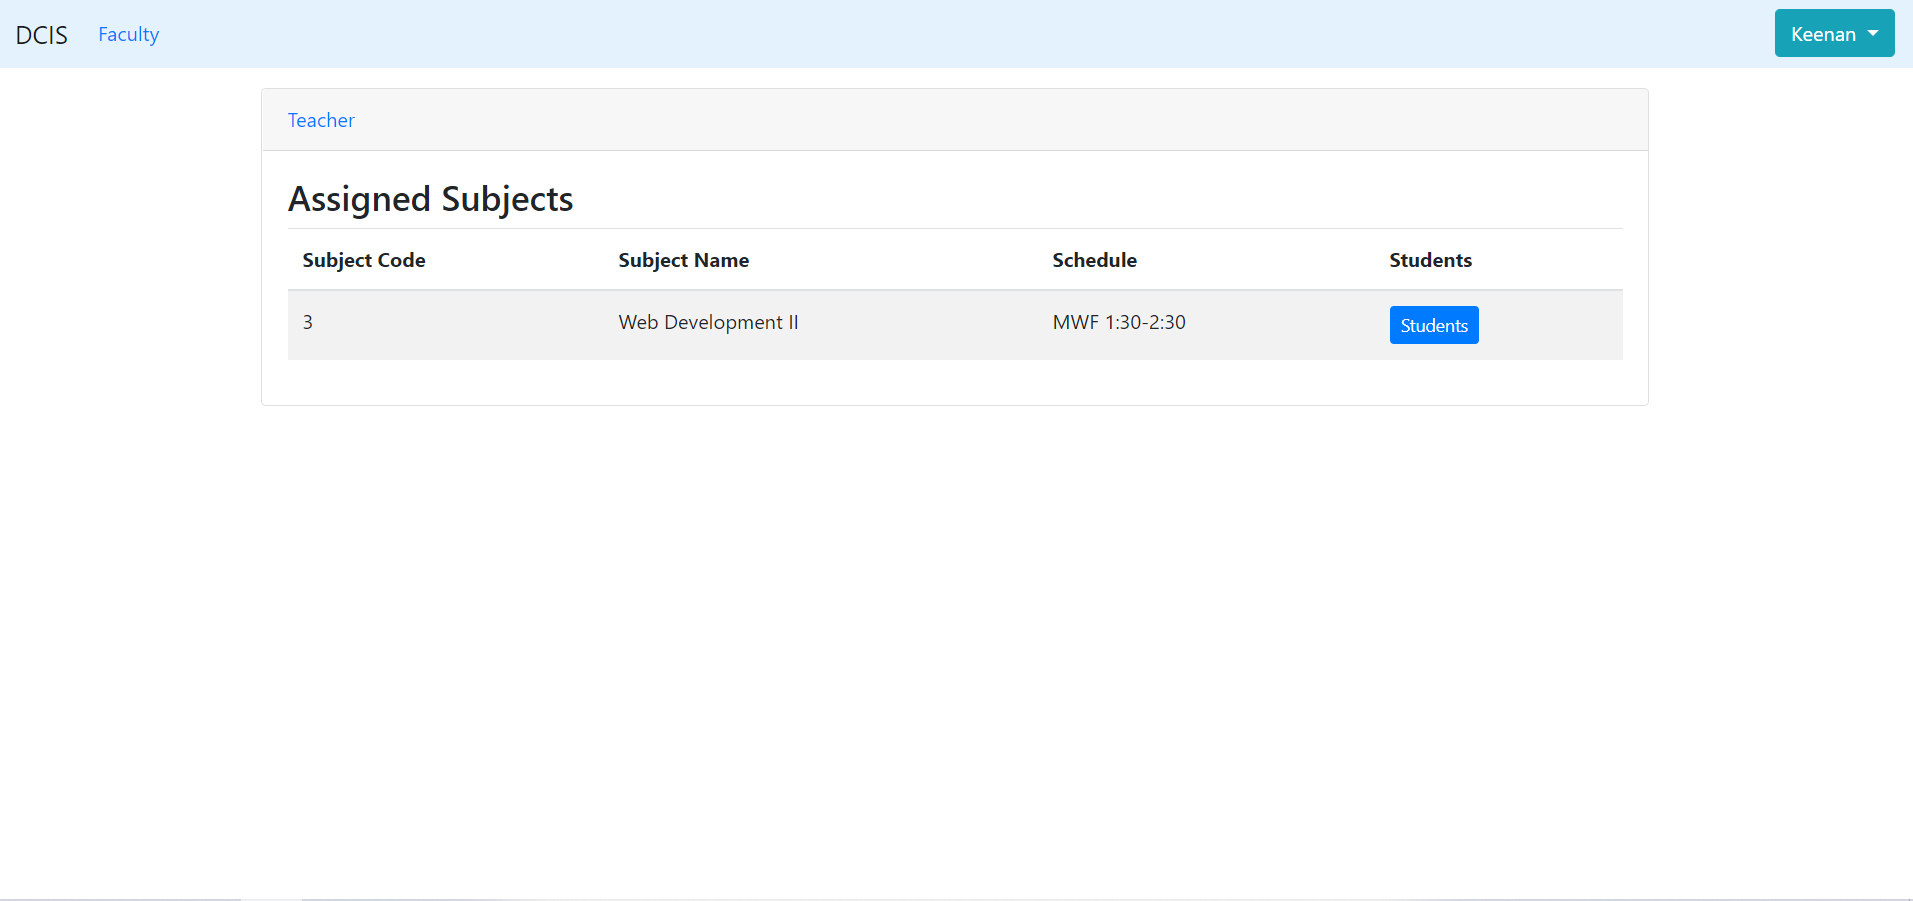 DCIS Faculty Keenan
Teacher
Assigned Subjects
Subject Code Subject Name Schedule Students
3 Web Development II MWF 1:30-2:30 Students